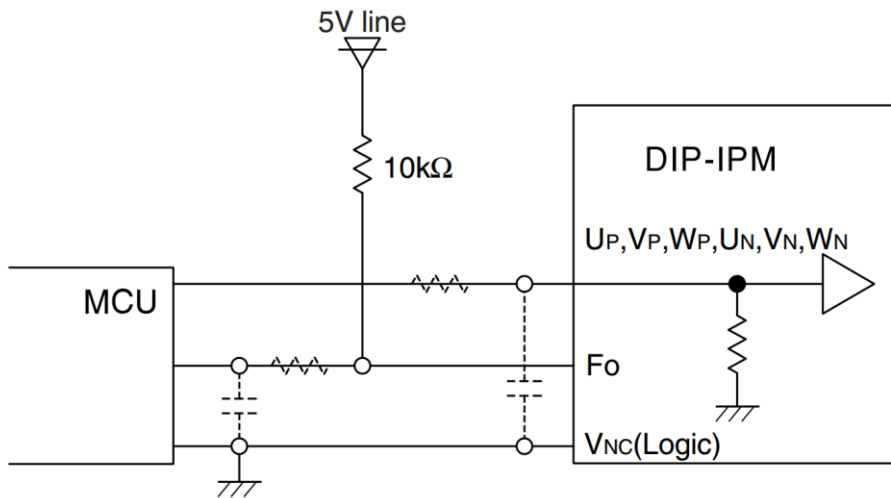 5V line
10kΩ
DIP-IPM
UP,VP,WP,UN,VN,WN
MCU
Fo
VNC(Logic)